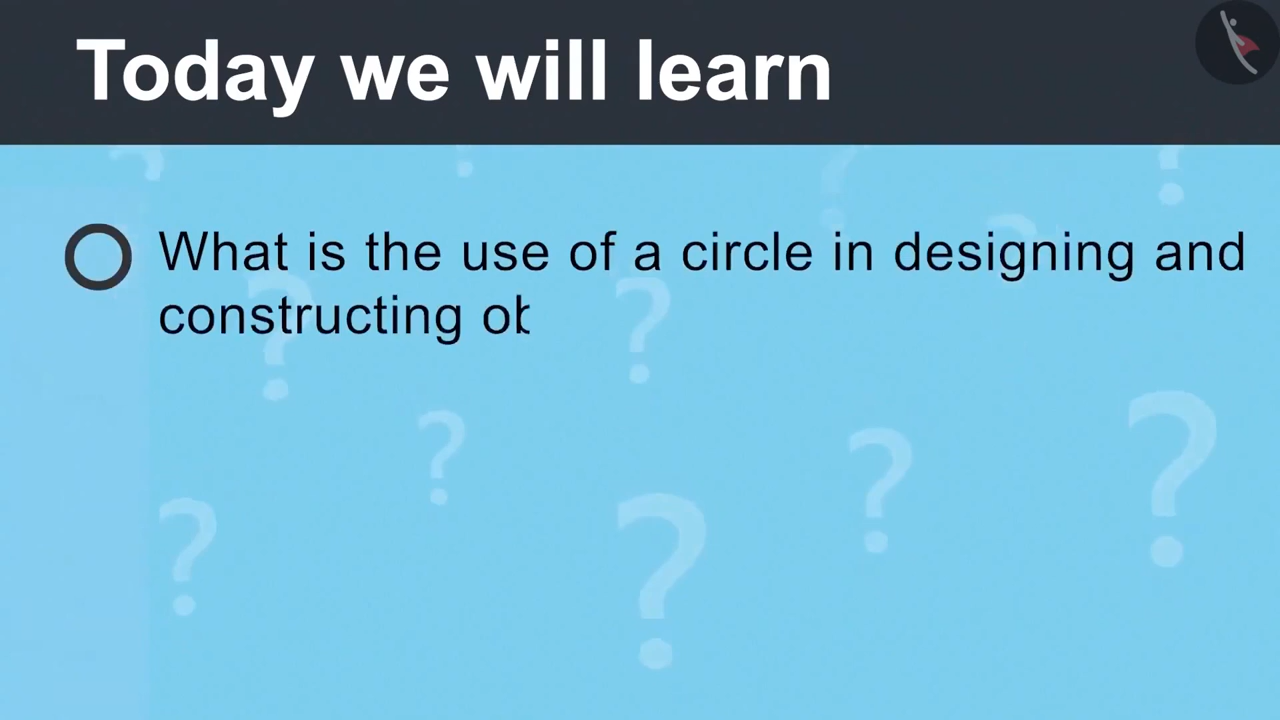 Today we will learn
What is the use of a circle in designing and
constructing